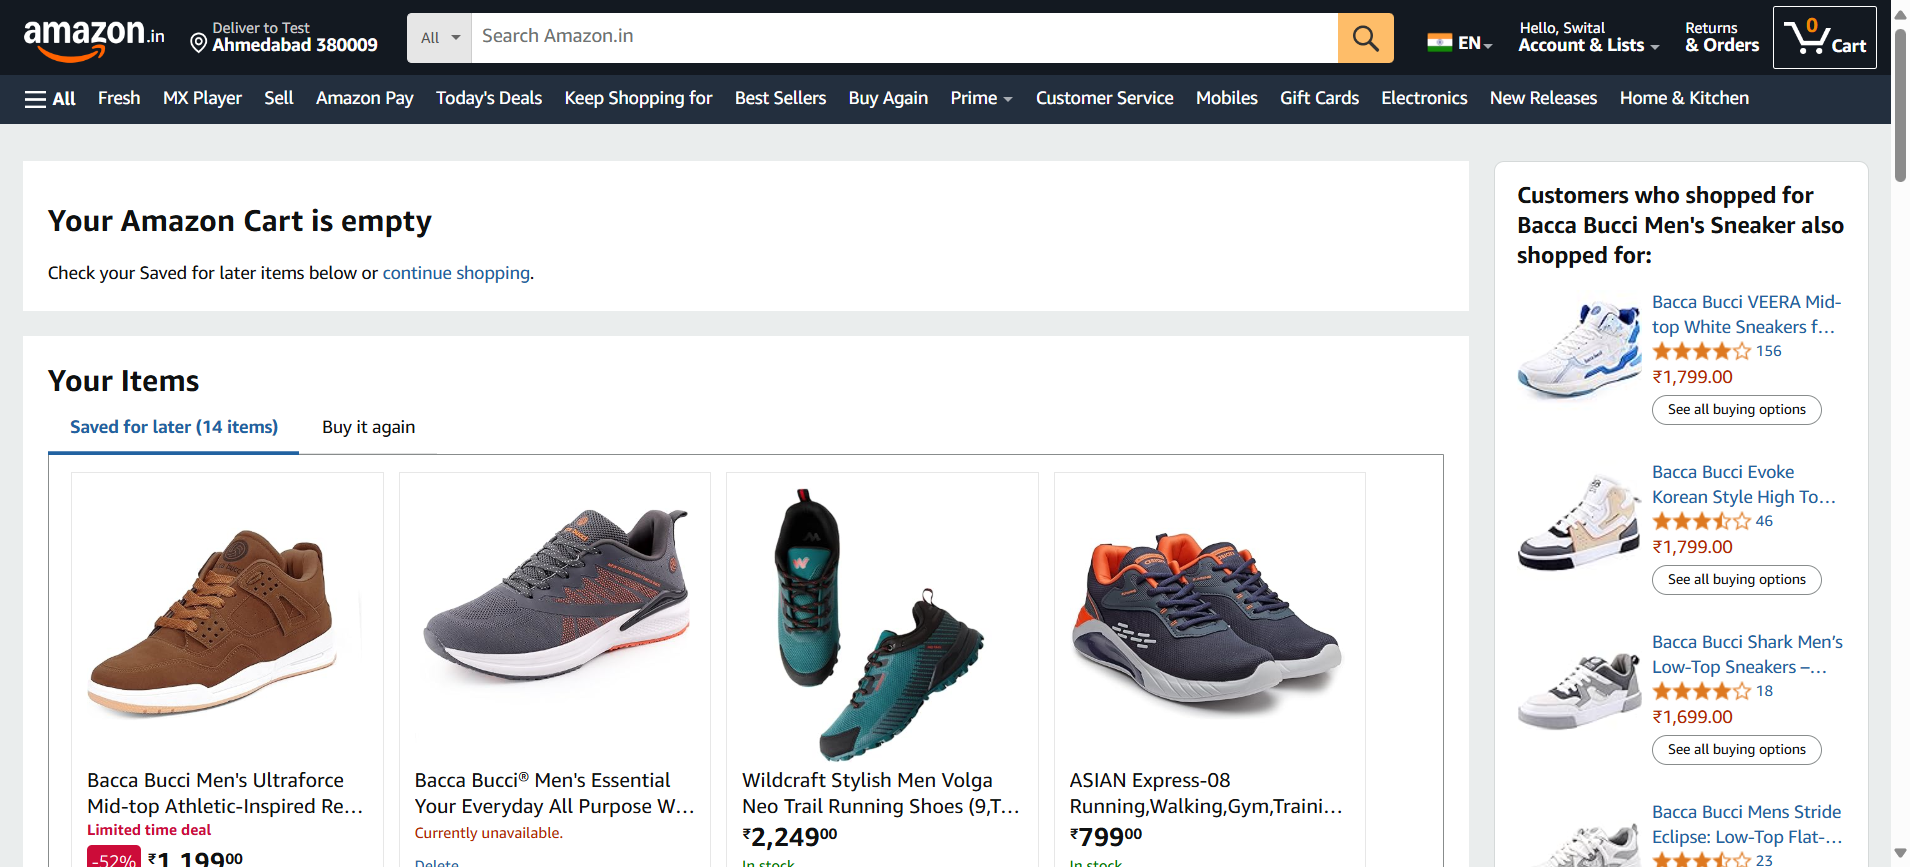 amazon.in
Deliver to Test
Ahmedabad 380009
All
Search Amazon.in
EN
Hello, Swital
Account & Lists
Returns
& Orders
0
Cart
All
Fresh
MX Player
Sell
Amazon Pay
Today's Deals
Keep Shopping for
Best Sellers
Buy Again
Prime
Customer Service
Mobiles
Gift Cards
Electronics
New Releases
Home & Kitchen
Your Amazon Cart is empty
Check your Saved for later items below or continue shopping.
Your Items
Saved for later (14 items)
Buy it again
Bacca Bucci Men's Ultraforce
Mid-top Athletic-Inspired Re...
Limited time deal
-52% ₹1,19900
Bacca Bucci® Men's Essential
Your Everyday All Purpose W...
Currently unavailable.
Delete
Wildcraft Stylish Men Volga
Neo Trail Running Shoes (9,T...
₹2,24900
In stock
ASIAN Express-08
Running,Walking,Gym,Traini...
₹79900
In stock
Customers who shopped for
Bacca Bucci Men's Sneaker also
shopped for:
Bacca Bucci VEERA Mid-
top White Sneakers f...
156
₹1,799.00
See all buying options
Bacca Bucci Evoke
Korean Style High To...
46
₹1,799.00
See all buying options
Bacca Bucci Shark Men’s
Low-Top Sneakers –...
18
₹1,699.00
See all buying options
Bacca Bucci Mens Stride
Eclipse: Low-Top Flat-...
23